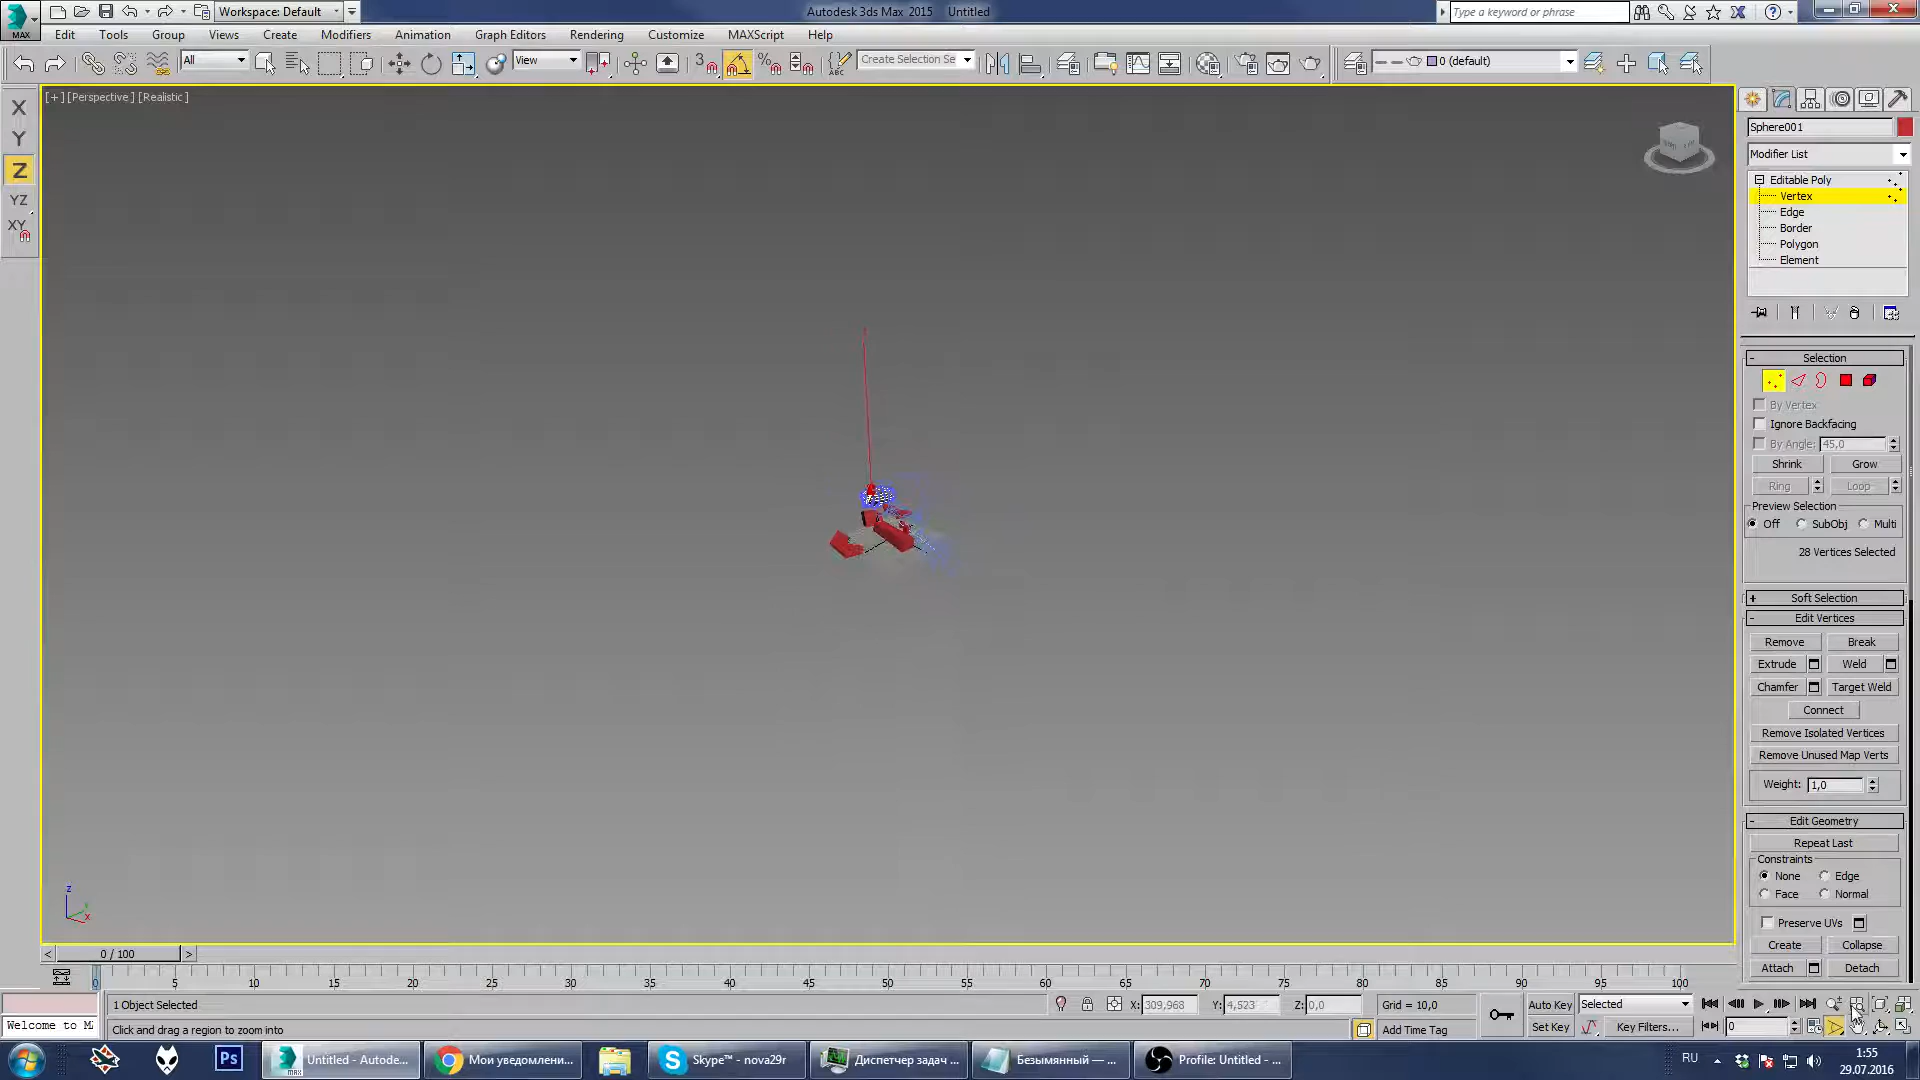 Workspace: Default
Autodesk 3ds Max 2015 Untitled
Type a keyword or phrase
MAX
Edit Tools Group Views Create Modifiers Animation Graph Editors Rendering Customize MAXScript Help
All
View
3
ABC
Create Selection Se
0 (default)
[+] [Perspective] [Realistic]
X
Y
Z
YZ
XY
Sphere001
Modifier List
Editable Poly
Vertex
Edge
Border
Polygon
Element
Selection
By Vertex
Ignore Backfacing
By Angle: 45,0
Shrink Grow
Ring Loop
Preview Selection
Off SubObj Multi
28 Vertices Selected
Soft Selection
Edit Vertices
Remove Break
Extrude Weld
Chamfer Target Weld
Connect
Remove Isolated Vertices
Remove Unused Map Verts
Weight: 1,0
Edit Geometry
Repeat Last
Constraints
None Edge
Face Normal
Preserve UVs
Create Collapse
Attach Detach
z
x
0 / 100
0 5 10 15 20 25 30 35 40 45 50 55 60 65 70 75 80 85 90 95 100
1 Object Selected
X: 309,968 Y: 4,523 Z: 0,0 Grid = 10,0
Auto Key Selected
Welcome to M
Click and drag a region to zoom into
Add Time Tag
Set Key Key Filters... 0
Ps
MAX
Untitled - Autode...
Мои уведомлени...
Skype™ - nova29r
Диспетчер задач ...
Безымянный — ...
Profile: Untitled - ...
RU
1:55
29.07.2016